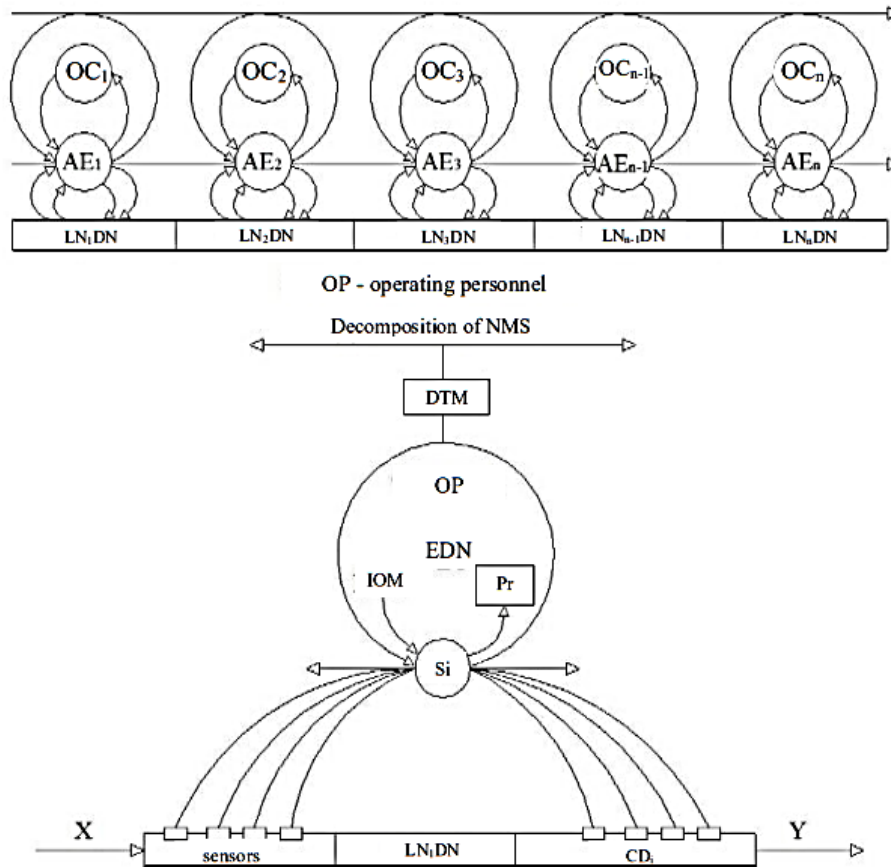 OC₁ OC₂ OC₃ OCₙ₋₁ OCₙ
AE₁ AE₂ AE₃ AEₙ₋₁ AEₙ
LN₁DN LN₂DN LN₃DN LNₙ₋₁DN LNₙDN
OP - operating personnel
Decomposition of NMS
DTM
OP
EDN
IOM Pr
Si
X Y
sensors LN₁DN CDᵢ